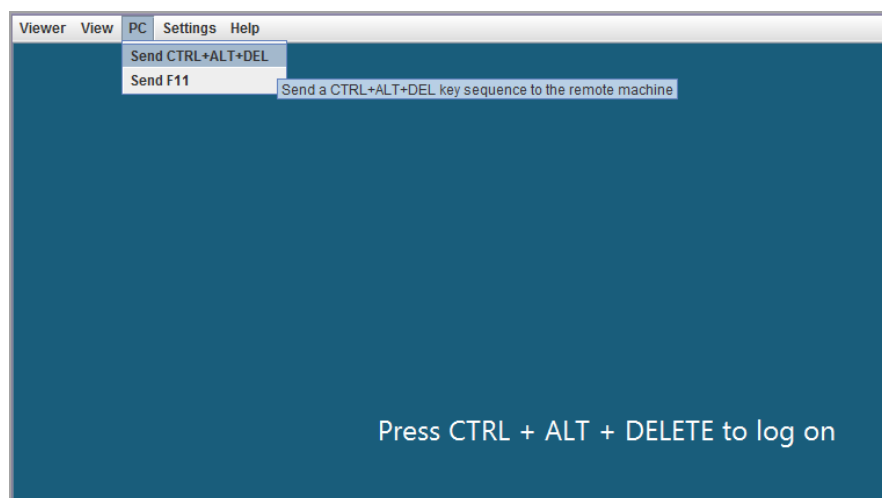 Viewer View PC Settings Help
Send CTRL+ALT+DEL
Send F11
Send a CTRL+ALT+DEL key sequence to the remote machine
Press CTRL + ALT + DELETE to log on